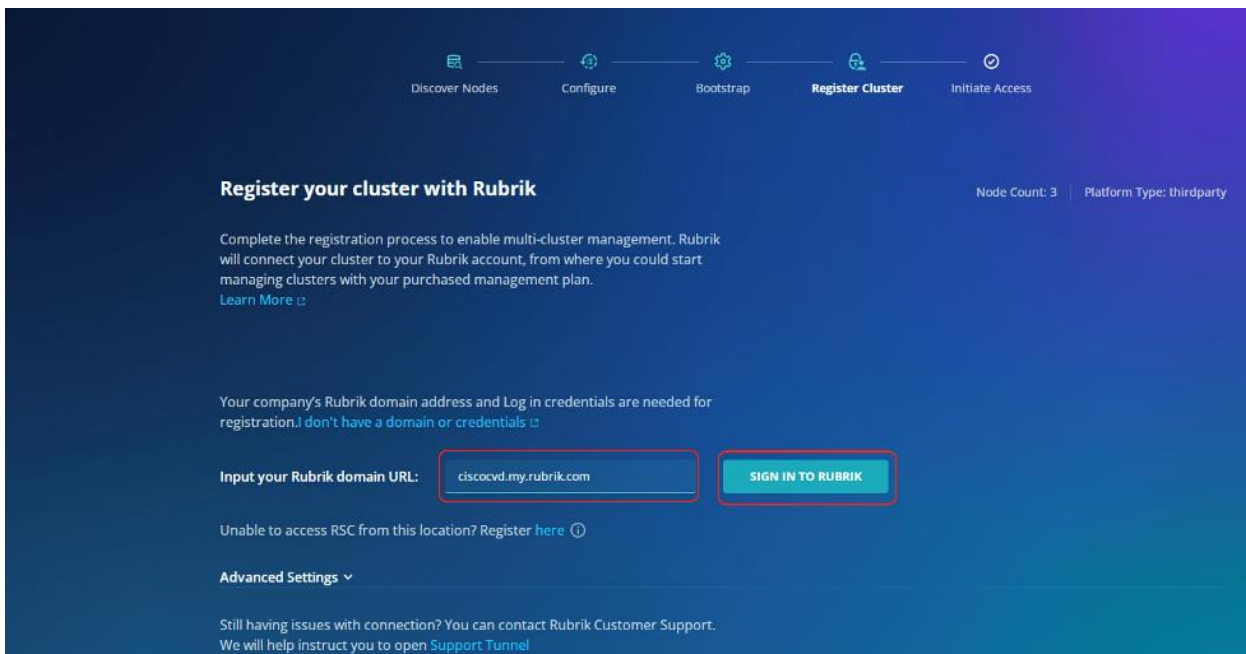 Discover Nodes
Configure
Bootstrap
Register Cluster
Initiate Access
Register your cluster with Rubrik
Node Count: 3
Platform Type: thirdparty
Complete the registration process to enable multi-cluster management. Rubrik
will connect your cluster to your Rubrik account, from where you could start
managing clusters with your purchased management plan.
Learn More
Your company's Rubrik domain address and Log in credentials are needed for
registration.I don't have a domain or credentials
Input your Rubrik domain URL:
ciscocvd.my.rubrik.com
SIGN IN TO RUBRIK
Unable to access RSC from this location? Register here
Advanced Settings
Still having issues with connection? You can contact Rubrik Customer Support.
We will help instruct you to open Support Tunnel